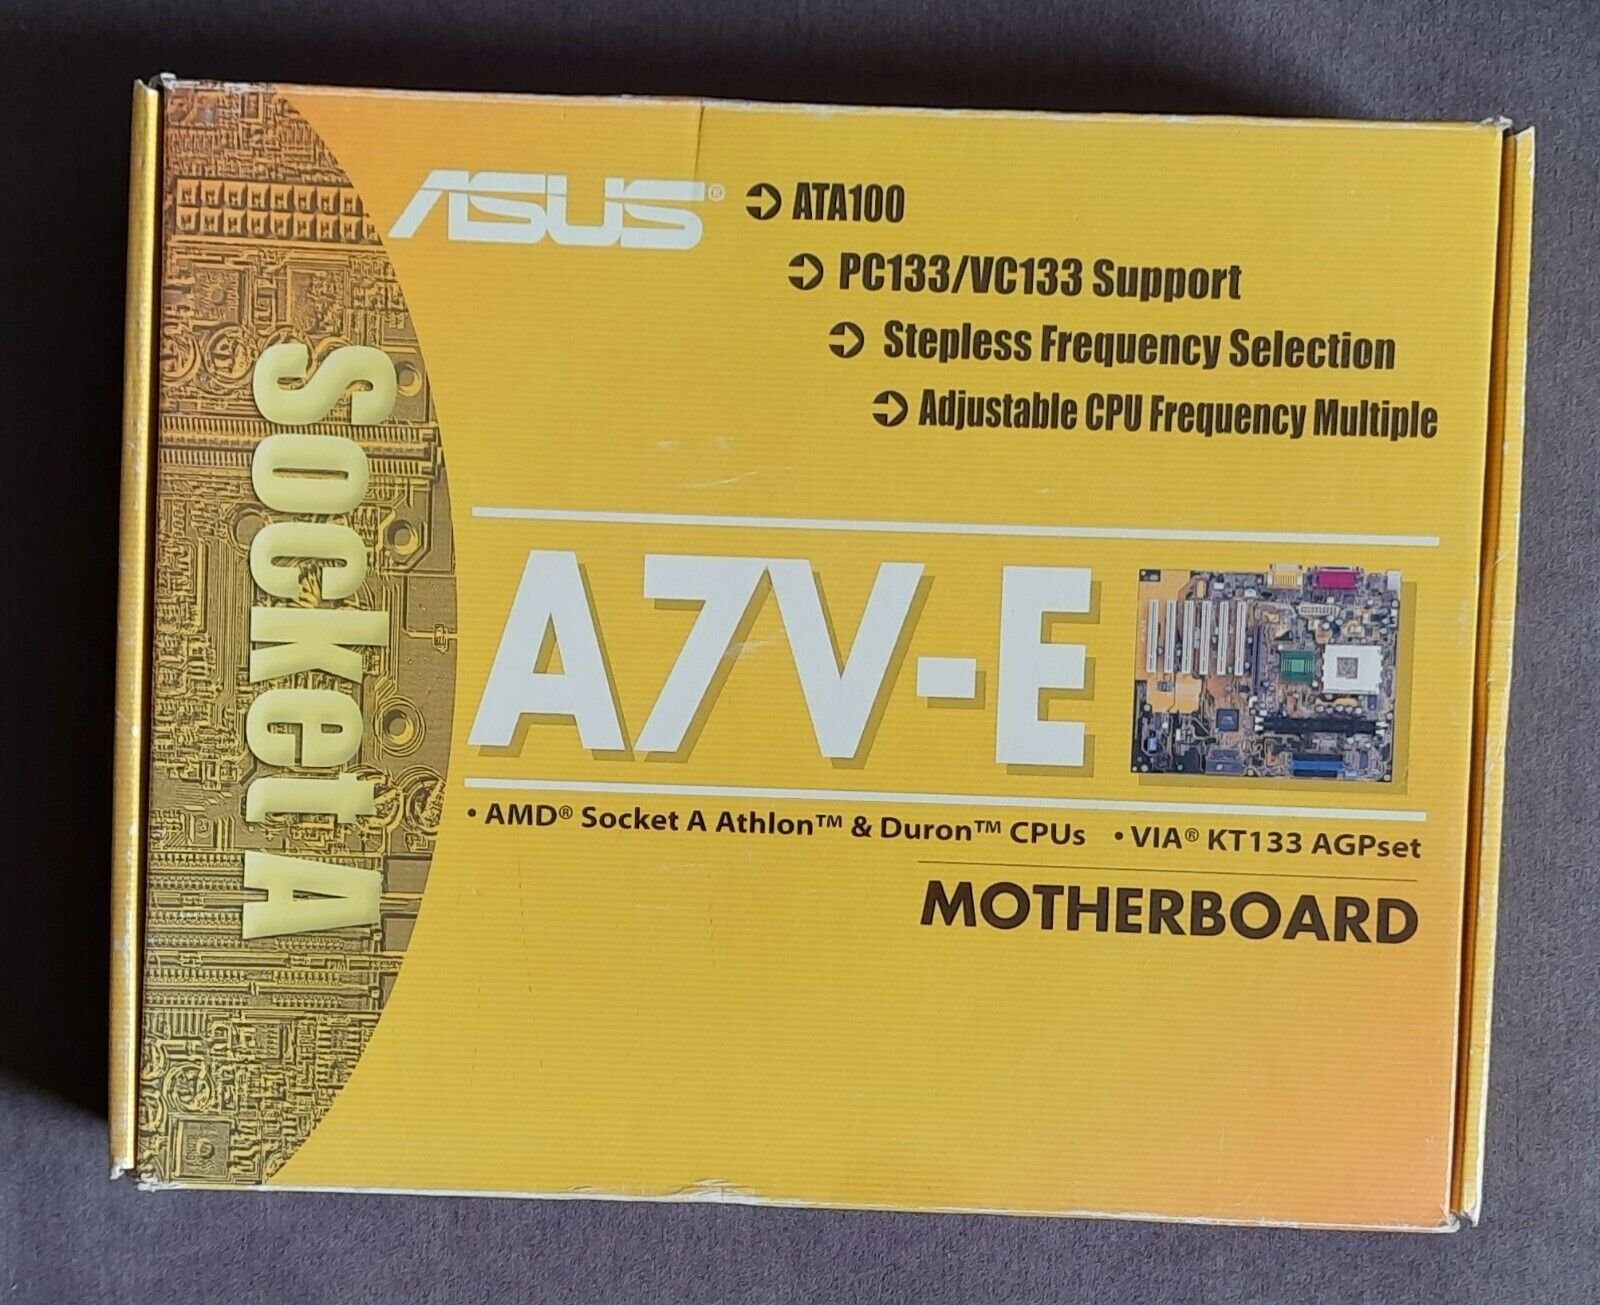 ASUS®
ATA100
PC133/VC133 Support
Stepless Frequency Selection
Adjustable CPU Frequency Multiple
Socket A
A7V-E
• AMD® Socket A Athlon™ & Duron™ CPUs • VIA® KT133 AGPset
MOTHERBOARD